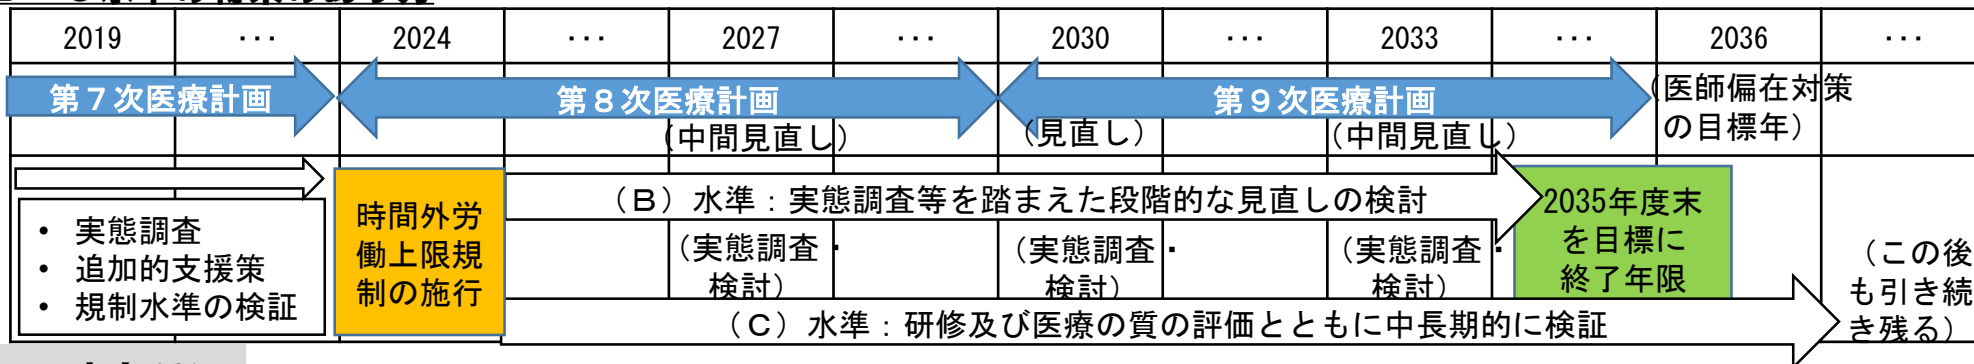 2019 ･･･ 2024 ･･･ 2027 ･･･ 2030 ･･･ 2033 ･･･ 2036 ･･･
第７次医療計画
第８次医療計画
第９次医療計画
（医師偏在対策
の目標年）
（中間見直し）
（見直し）
（中間見直し）
• 実態調査
• 追加的支援策
• 規制水準の検証
時間外労
働上限規
制の施行
（Ｂ）水準：実態調査等を踏まえた段階的な見直しの検討
2035年度末
を目標に
終了年限
（実態調査・
検討）
（実態調査・
検討）
（実態調査・
検討）
（Ｃ）水準：研修及び医療の質の評価とともに中長期的に検証
（この後
も引き続
き残る）